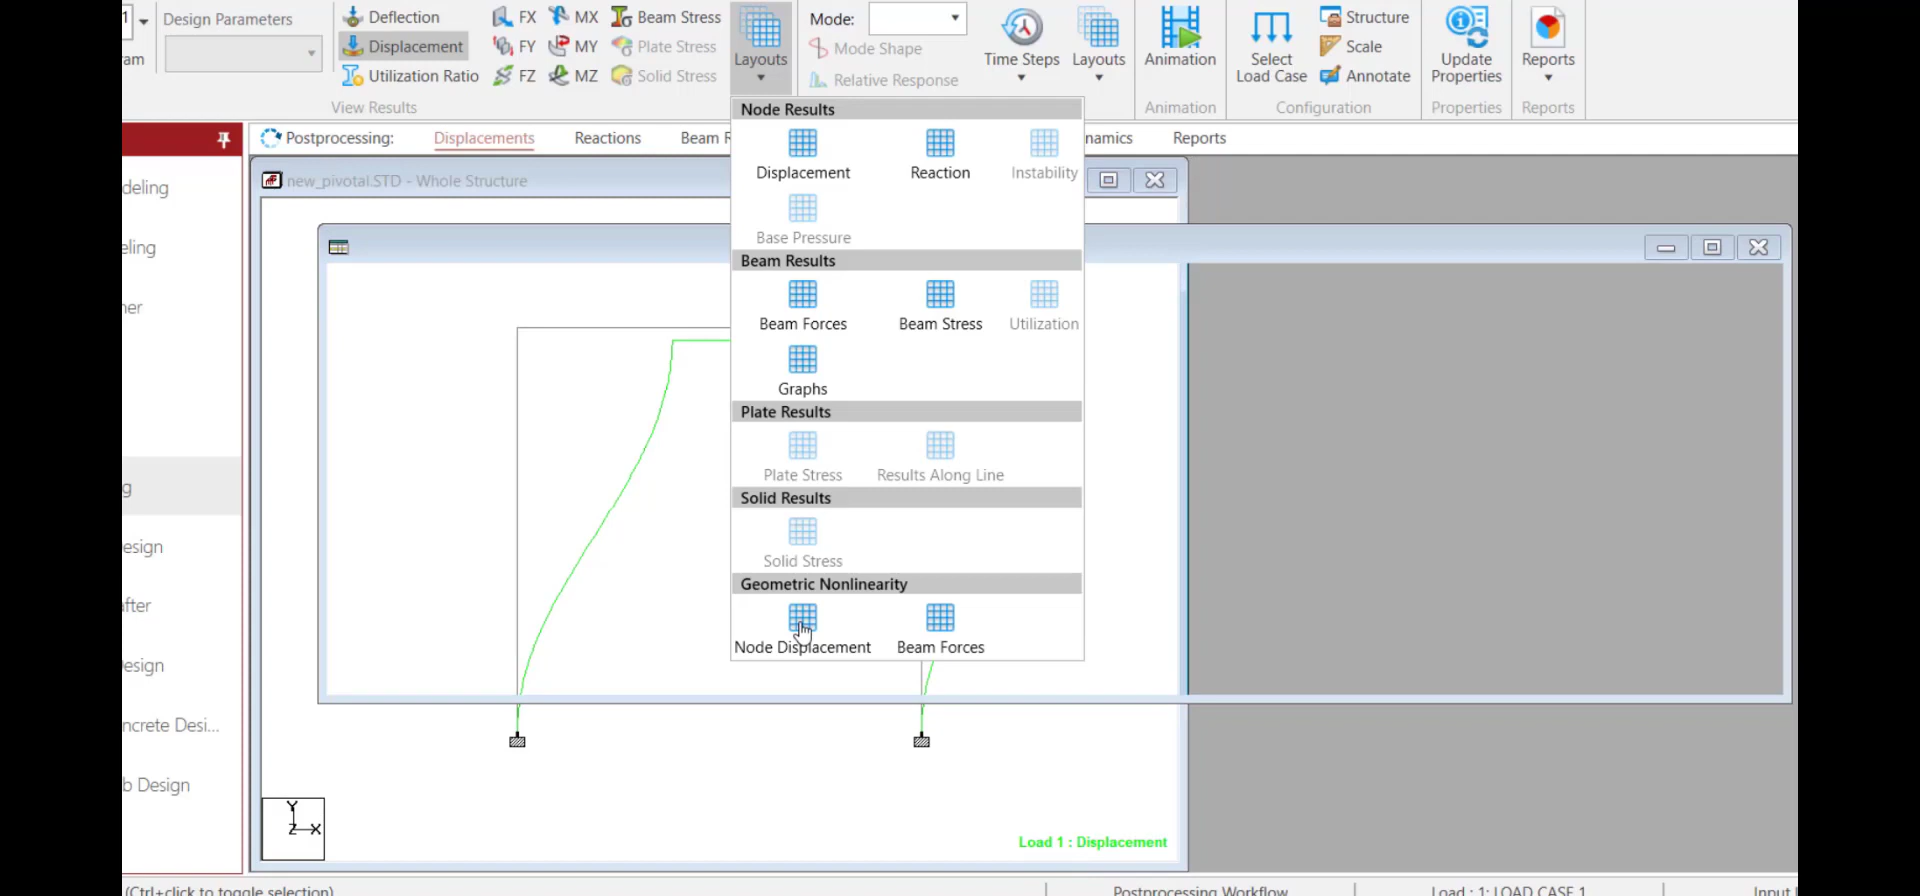 1
Design Parameters
Deflection
FX
MX
Beam Stress
Mode:
Structure
Displacement
FY
MY
Plate Stress
Layouts
Mode Shape
Time Steps
Layouts
Animation
Select
Load Case
Scale
Update
Properties
Reports
am
Utilization Ratio
FZ
MZ
Solid Stress
Relative Response
Annotate
View Results
Animation
Configuration
Properties
Reports
Postprocessing:
Displacements
Reactions
Beam R
namics
Reports
new_pivotal.STD - Whole Structure
Node Results
Displacement
Reaction
Instability
Base Pressure
Beam Results
Beam Forces
Beam Stress
Utilization
Graphs
Plate Results
Plate Stress
Results Along Line
Solid Results
Solid Stress
Geometric Nonlinearity
Node Displacement
Beam Forces
deling
eling
ner
g
esign
after
Design
ncrete Desi...
b Design
Y
Z X
Load 1 : Displacement
(Ctrl+click to toggle selection)
Postprocessing Workflow
Load : 1: LOAD CASE 1
Input